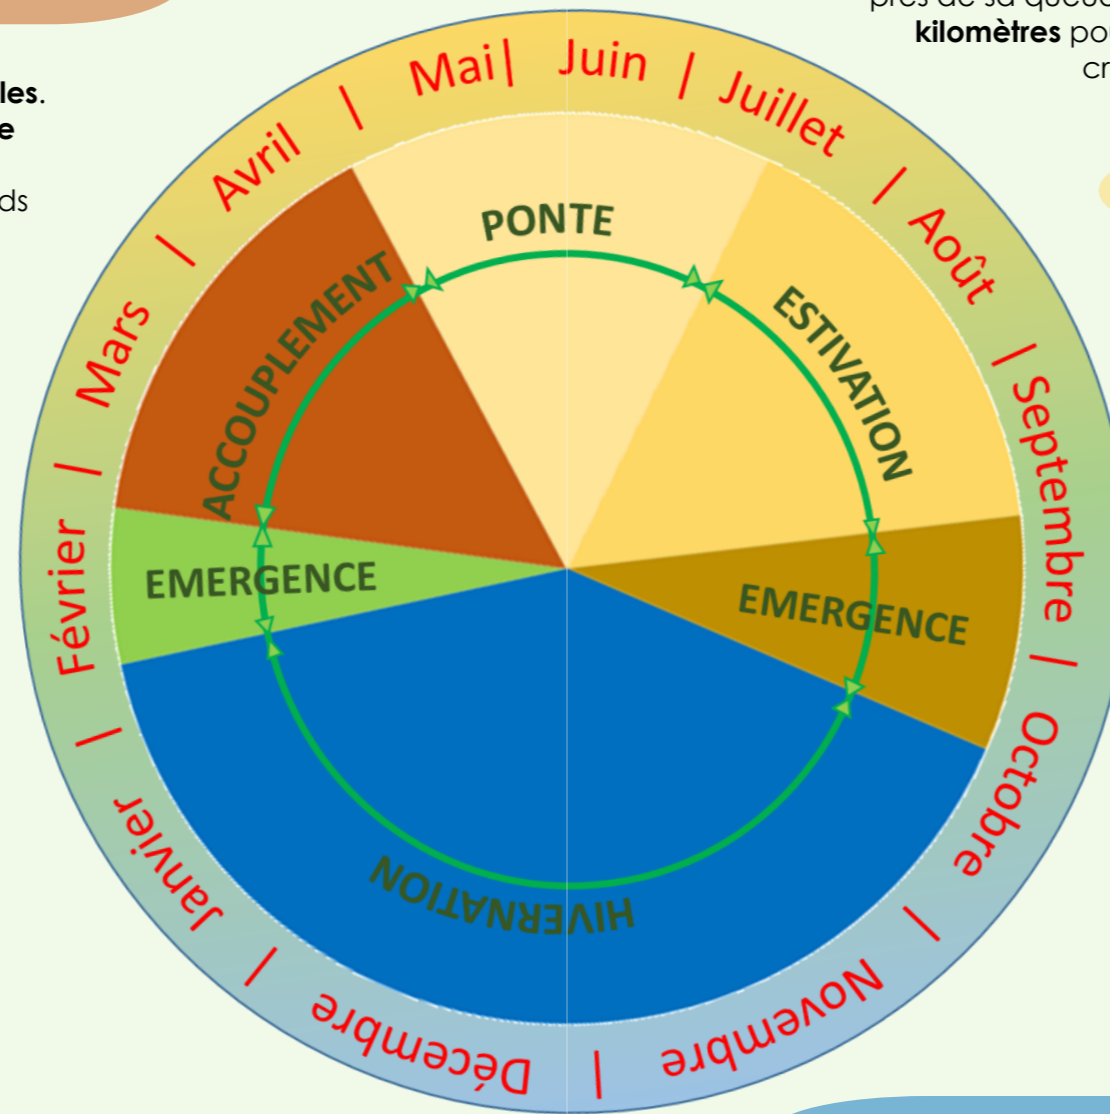 kilomètres
les.
e
Janvier | Février | Mars | Avril | Mai | Juin | Juillet | Août | Septembre | Octobre | Novembre | Décembre |
PONTE
ESTIVATION
EMERGENCE
HIVERNATION
EMERGENCE
ACCOUPLEMENT